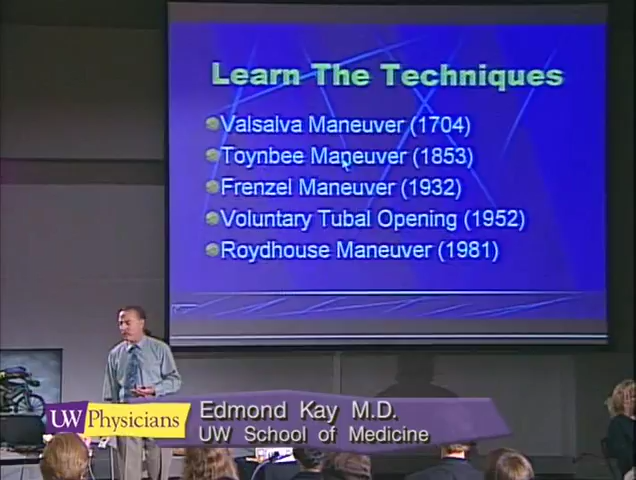 Learn The Techniques
Valsalva Maneuver (1704)
Toynbee Maneuver (1853)
Frenzel Maneuver (1932)
Voluntary Tubal Opening (1952)
Roydhouse Maneuver (1981)
UW Physicians
Edmond Kay M.D.
UW School of Medicine